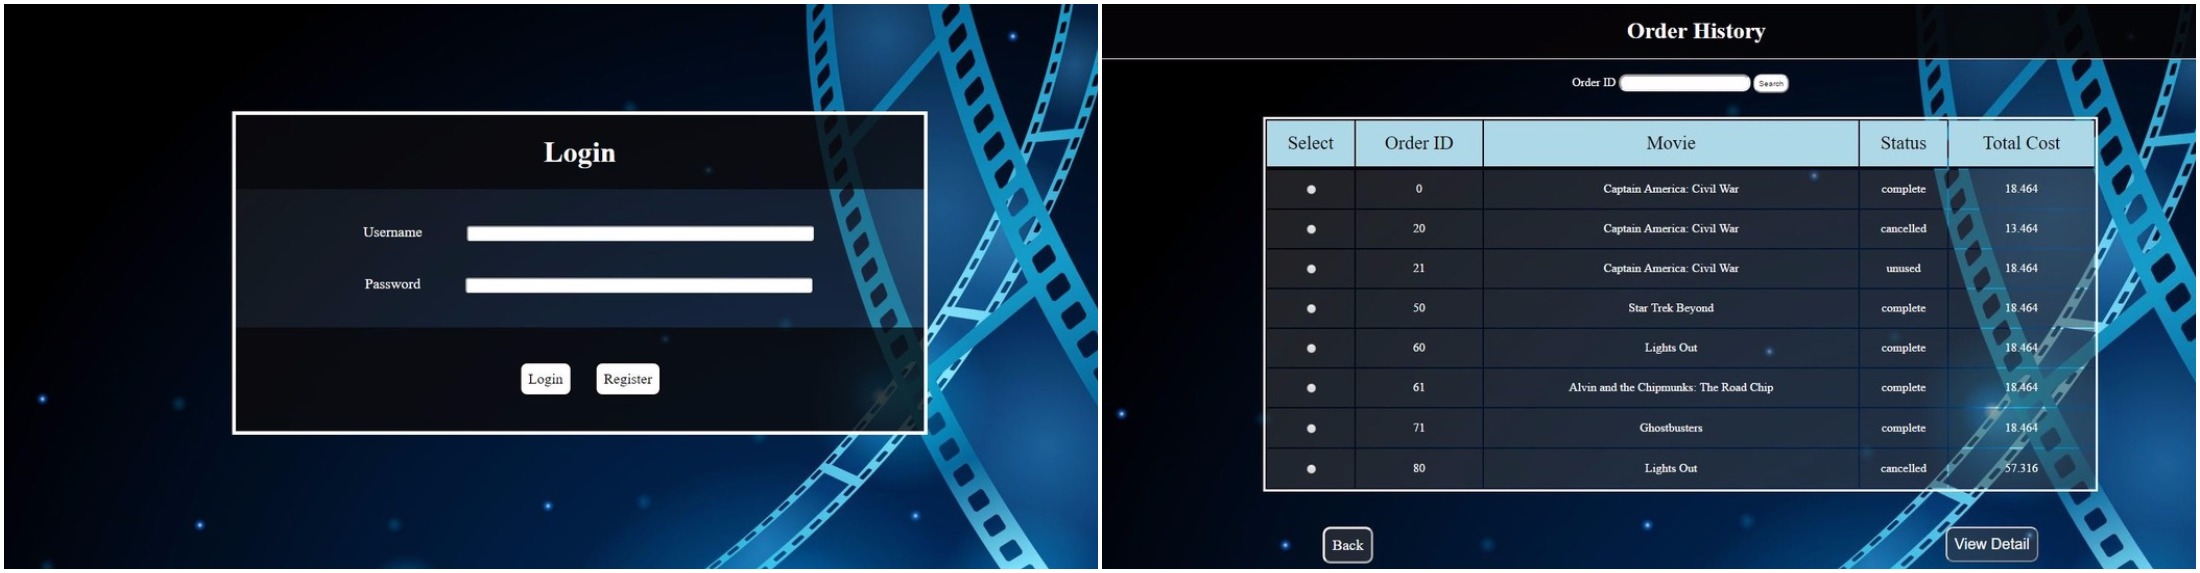 Login
Username
Password
Login Register
Order History
Order ID Search
Select Order ID Movie Status Total Cost
0 Captain America: Civil War complete 18.464
20 Captain America: Civil War cancelled 13.464
21 Captain America: Civil War unused 18.464
50 Star Trek Beyond complete 18.464
60 Lights Out complete 18.464
61 Alvin and the Chipmunks: The Road Chip complete 18.464
71 Ghostbusters complete 18.464
80 Lights Out cancelled 57.316
Back View Detail